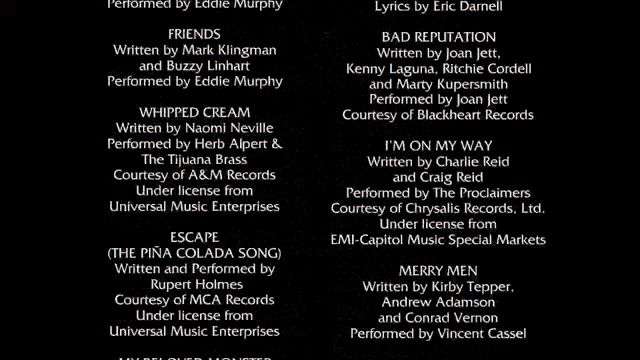 Performed by Eddie Murphy
FRIENDS
Written by Mark Klingman
and Buzzy Linhart
Performed by Eddie Murphy
WHIPPED CREAM
Written by Naomi Neville
Performed by Herb Alpert &
The Tijuana Brass
Courtesy of A&M Records
Under license from
Universal Music Enterprises
ESCAPE
(THE PIÑA COLADA SONG)
Written and Performed by
Rupert Holmes
Courtesy of MCA Records
Under license from
Universal Music Enterprises
MY BELOVED MONSTER
Lyrics by Eric Darnell
BAD REPUTATION
Written by Joan Jett,
Kenny Laguna, Ritchie Cordell
and Marty Kupersmith
Performed by Joan Jett
Courtesy of Blackheart Records
I'M ON MY WAY
Written by Charlie Reid
and Craig Reid
Performed by The Proclaimers
Courtesy of Chrysalis Records, Ltd.
Under license from
EMI-Capitol Music Special Markets
MERRY MEN
Written by Kirby Tepper,
Andrew Adamson
and Conrad Vernon
Performed by Vincent Cassel